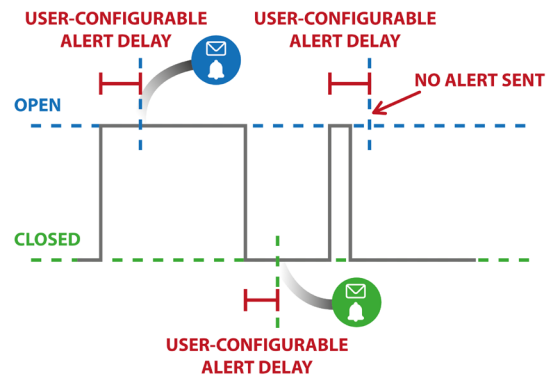 USER-CONFIGURABLE
ALERT DELAY
USER-CONFIGURABLE
ALERT DELAY
NO ALERT SENT
OPEN
CLOSED
USER-CONFIGURABLE
ALERT DELAY